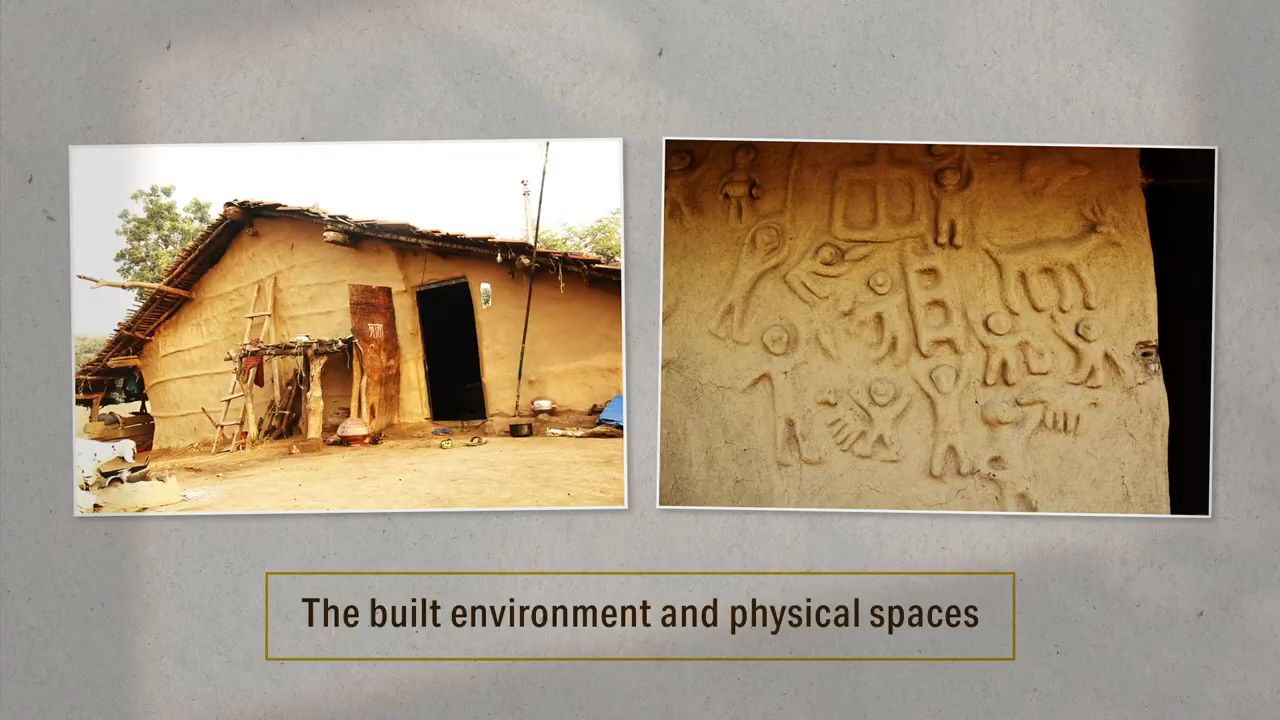 The built environment and physical spaces